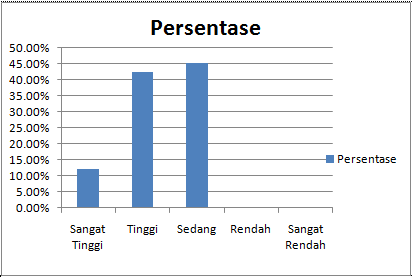 Persentase
50.00%
45.00%
40.00%
35.00%
30.00%
25.00%
20.00%
15.00%
10.00%
5.00%
0.00%
Sangat
Tinggi
Tinggi
Sedang
Rendah
Sangat
Rendah
Persentase